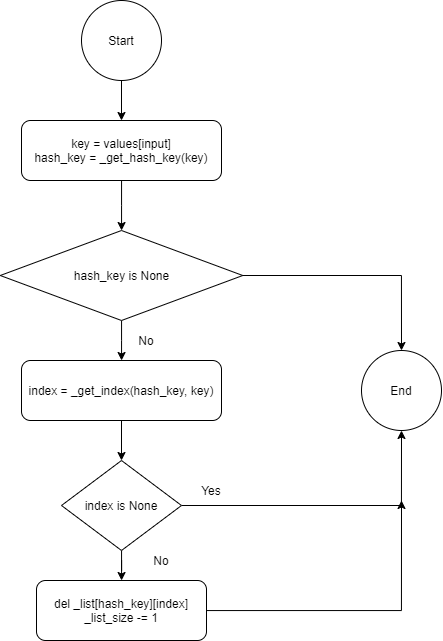 Start
key = values[input]
hash_key = _get_hash_key(key)
hash_key is None
No
index = _get_index(hash_key, key)
End
index is None
Yes
No
del _list[hash_key][index]
_list_size -= 1